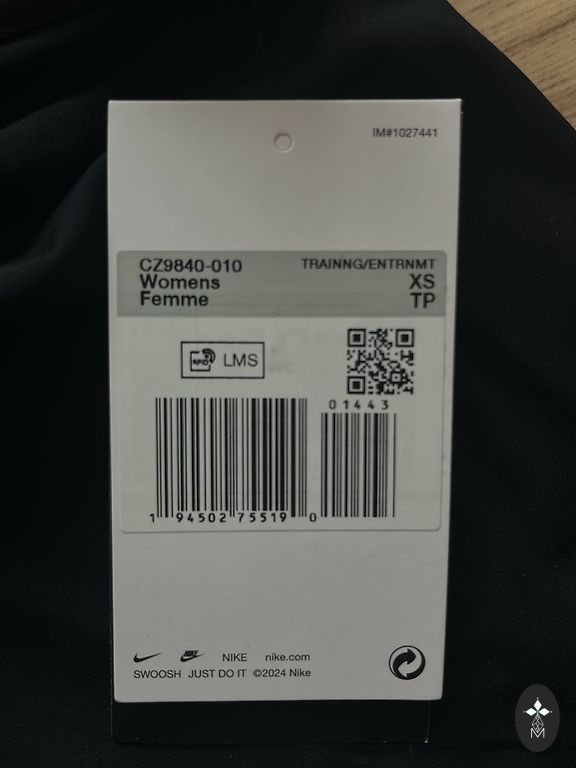 IM#1027441
CZ9840-010 TRAINNG/ENTRNMT
Womens XS
Femme TP
RFID LMS
01443
1 94502 75519 0
NIKE nike.com
SWOOSH JUST DO IT ©2024 Nike
M